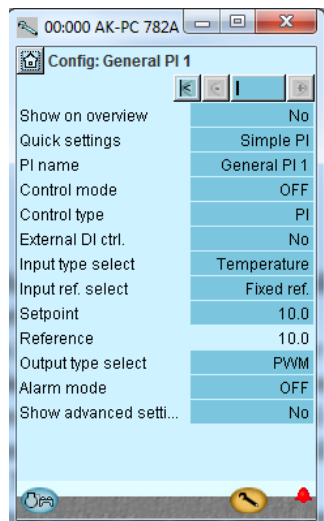 00:000 AK-PC 782A
Config: General PI 1
Show on overview No
Quick settings Simple PI
PI name General PI 1
Control mode OFF
Control type PI
External DI ctrl. No
Input type select Temperature
Input ref. select Fixed ref.
Setpoint 10.0
Reference 10.0
Output type select PWM
Alarm mode OFF
Show advanced setti... No